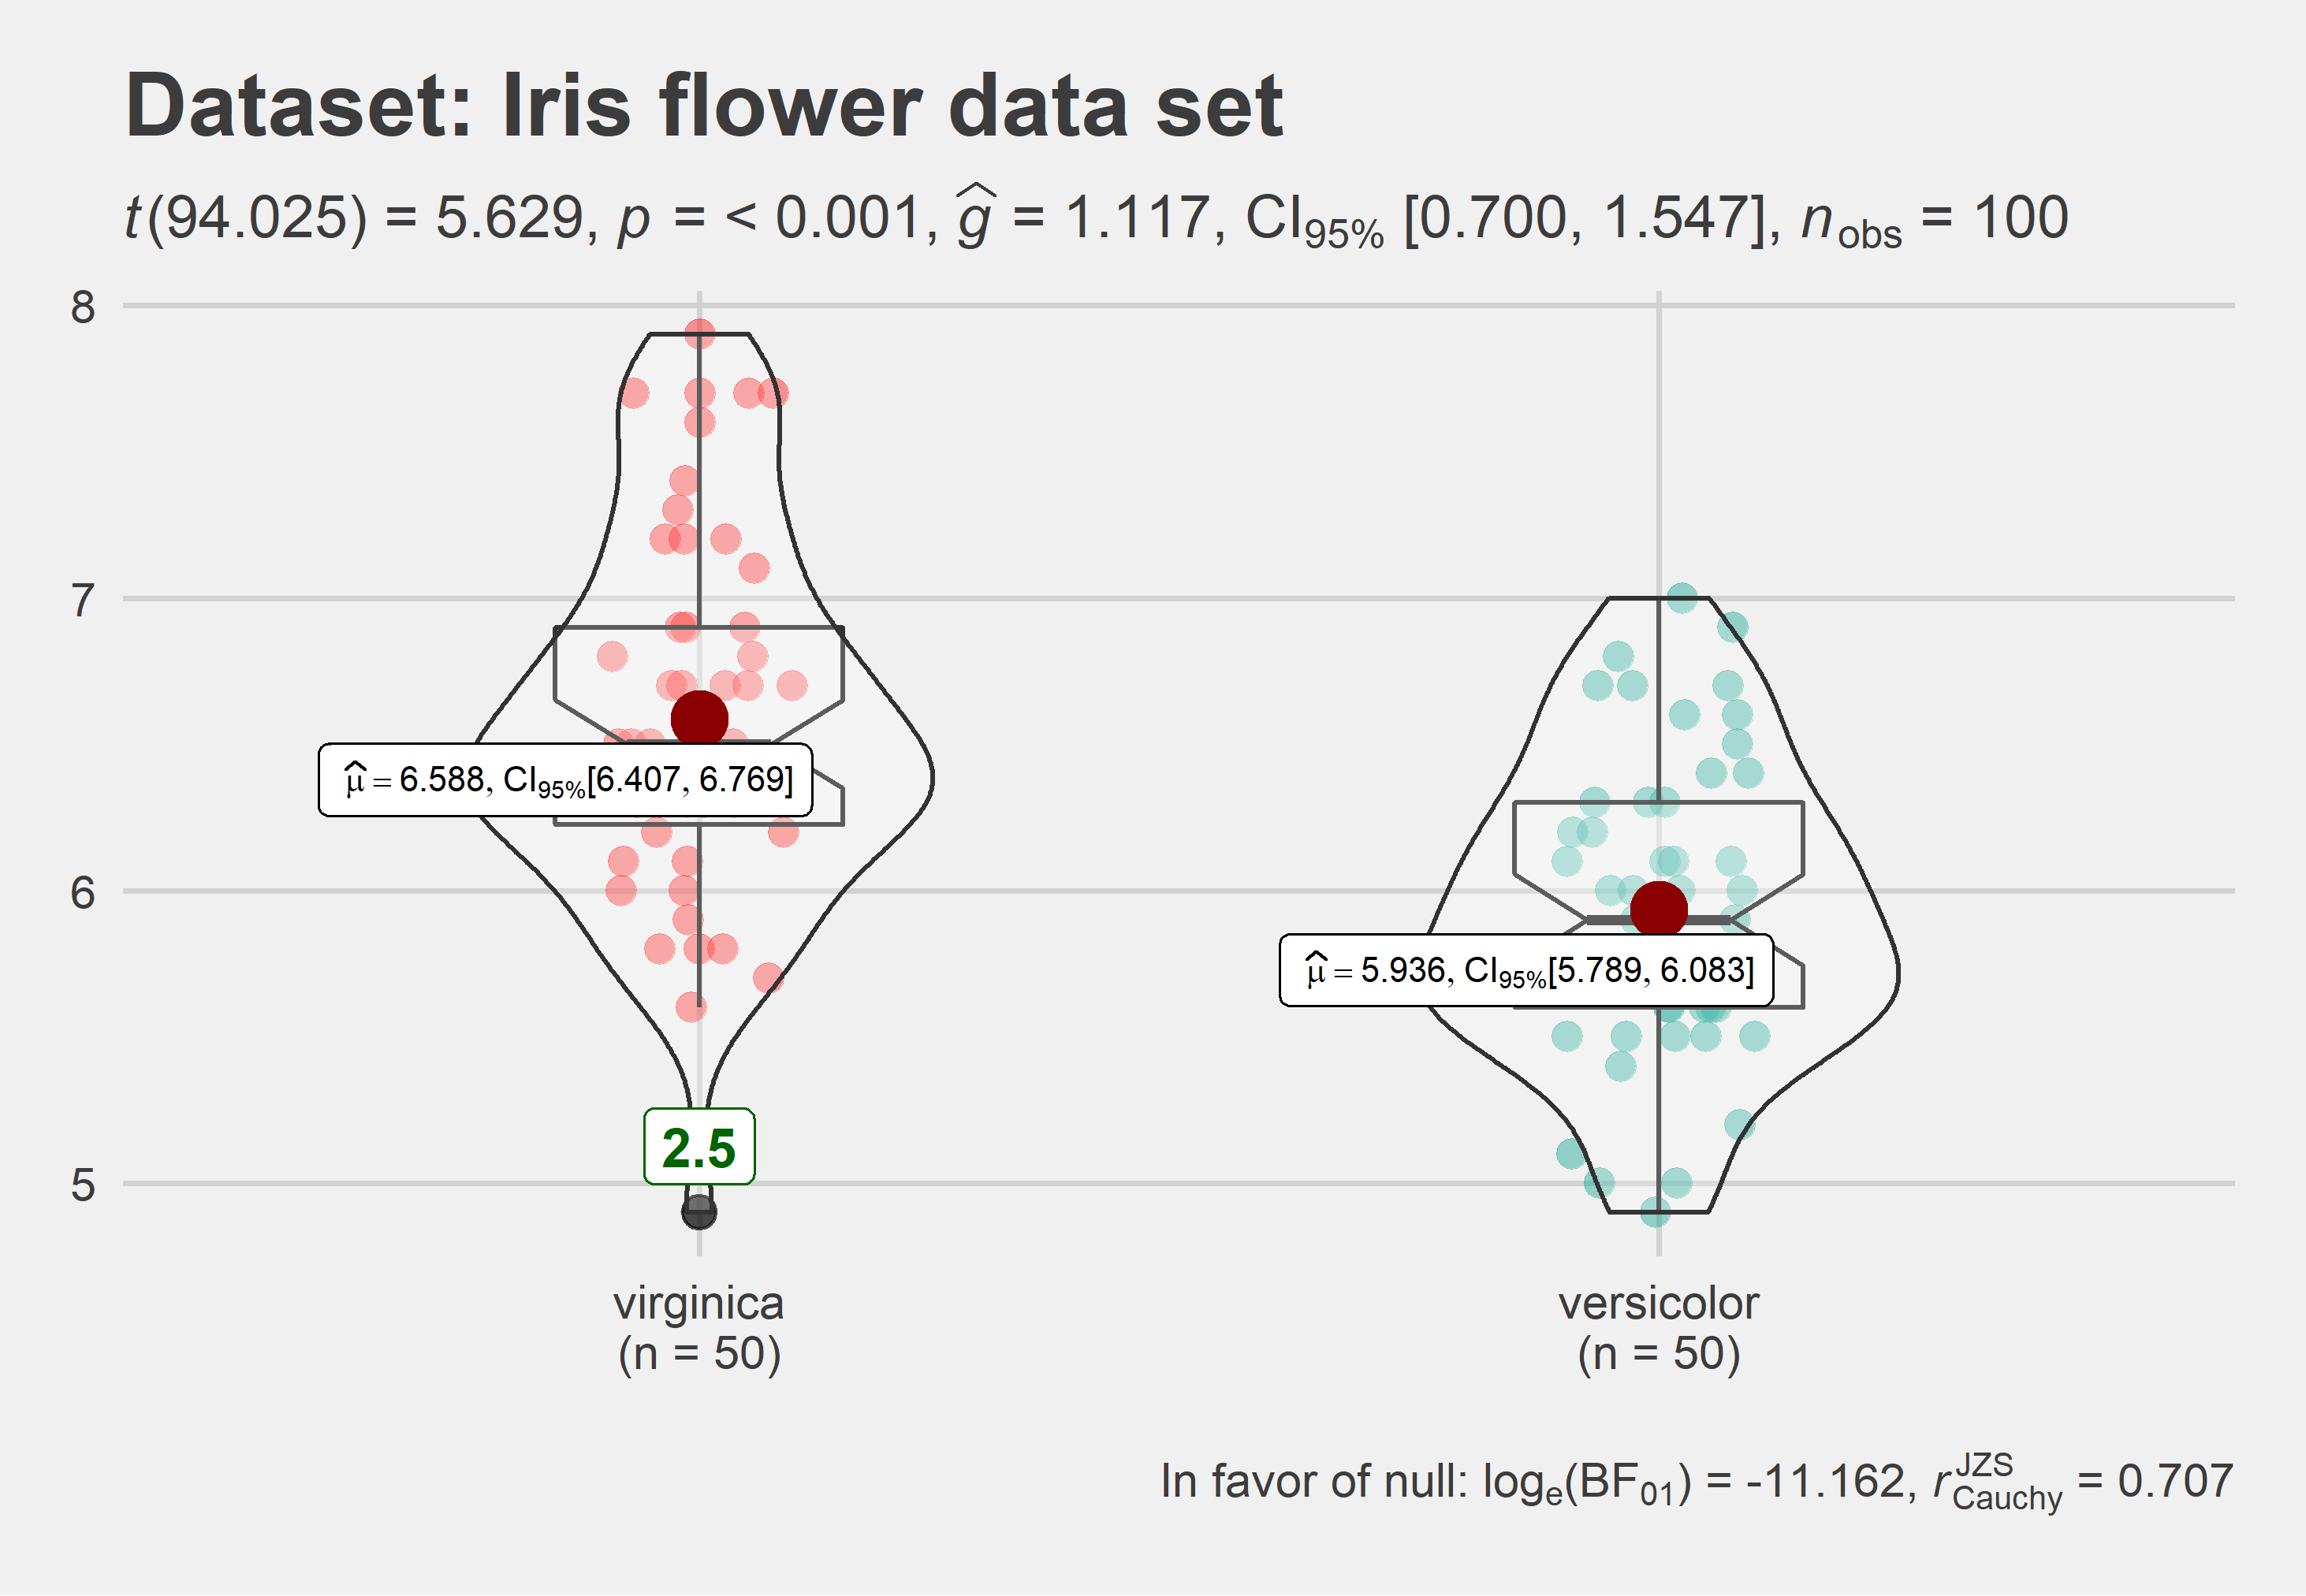 Dataset: Iris flower data set
t(94.025) = 5.629, p = < 0.001, ĝ = 1.117, CI95% [0.700, 1.547], nobs = 100
8
7
6
5
μ̂ = 6.588, CI95%[6.407, 6.769]
μ̂ = 5.936, CI95%[5.789, 6.083]
2.5
virginica
(n = 50)
versicolor
(n = 50)
In favor of null: loge(BF01) = -11.162, rJZSCauchy = 0.707